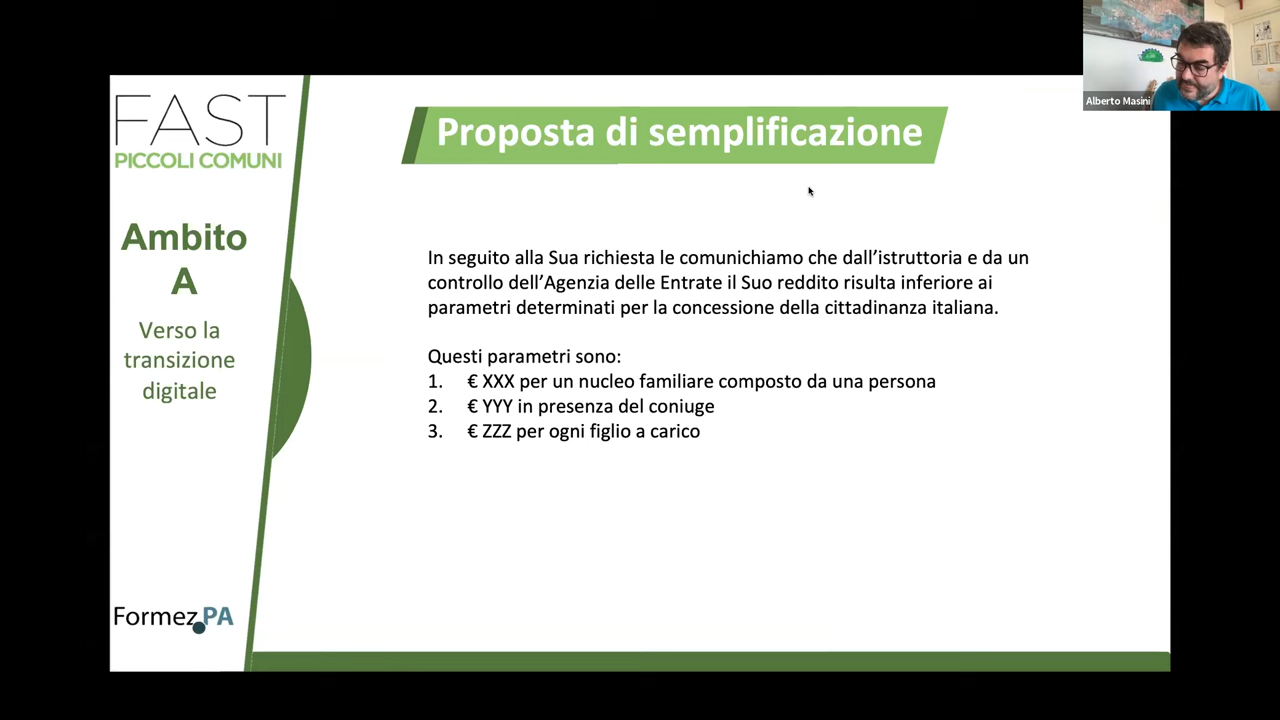 FAST
PICCOLI COMUNI
Ambito
A
Verso la
transizione
digitale
Formez.PA
Proposta di semplificazione
In seguito alla Sua richiesta le comunichiamo che dall’istruttoria e da un
controllo dell’Agenzia delle Entrate il Suo reddito risulta inferiore ai
parametri determinati per la concessione della cittadinanza italiana.
Questi parametri sono:
1. € XXX per un nucleo familiare composto da una persona
2. € YYY in presenza del coniuge
3. € ZZZ per ogni figlio a carico
Alberto Masini